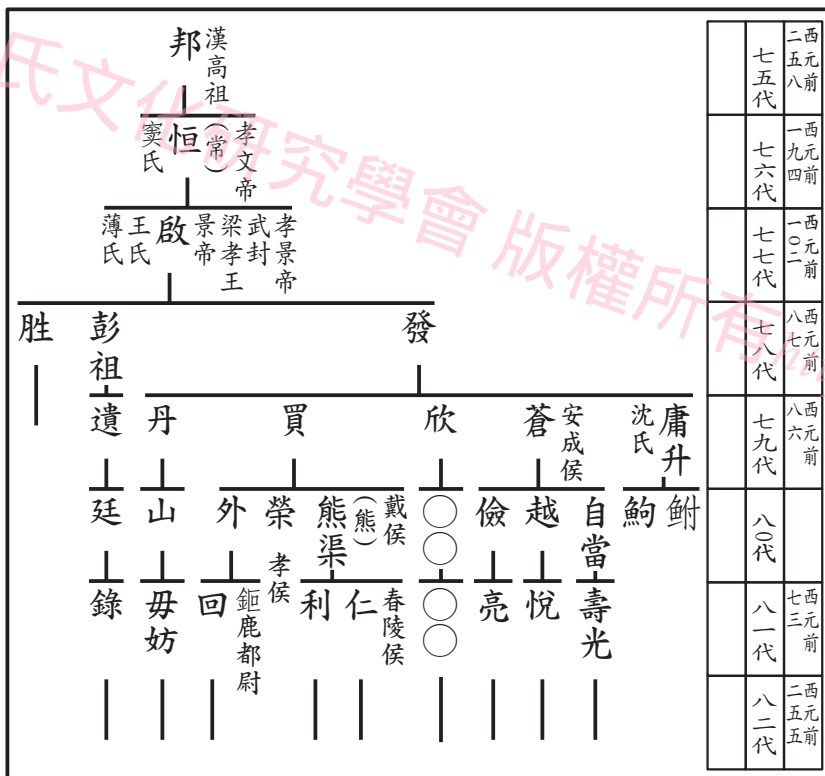 氏文化研究學會 版權所有
西元前
二五八
七五代
西元前
一九四
七六代
西元前
一0二
七七代
西元前
八七
七八代
西元前
八六
七九代
八0代
西元前
七三
八一代
西元前
二五五
八二代
漢高祖
邦
孝文帝
恒
(常)
竇氏
孝景帝
武封
梁孝王
景帝
啟
王氏
薄氏
發
彭祖
胜
庸升
沈氏
安成侯
蒼
欣
買
丹
遺
鮒
鮈
自當
越
儉
○○
戴侯
(熊)
熊渠
榮
孝侯
外
山
廷
壽光
悅
亮
○○
舂陵侯
仁
利
鉅鹿都尉
回
毋妨
錄